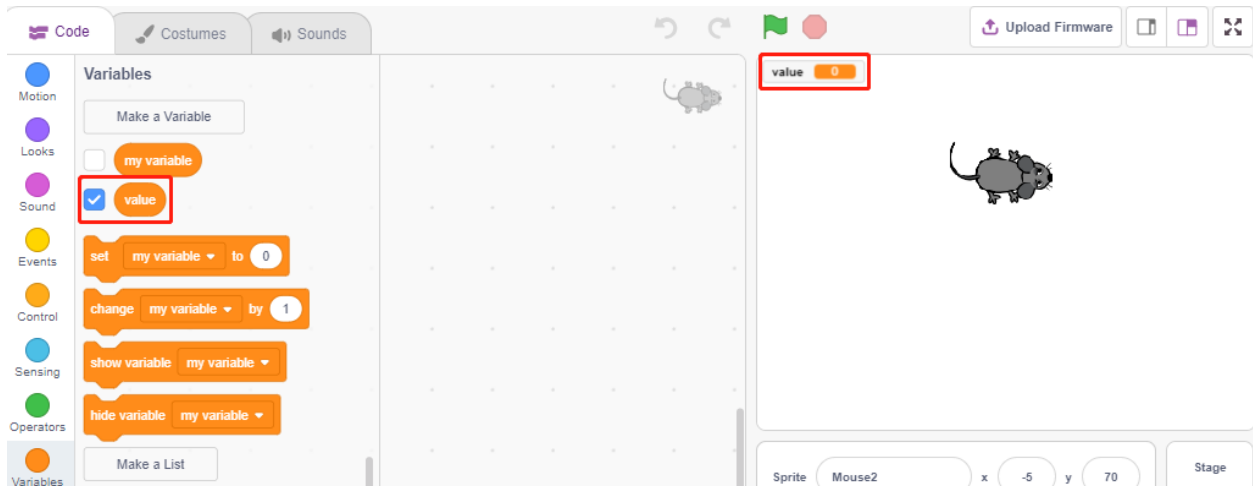 Code
Costumes
Sounds
Upload Firmware
Motion
Looks
Sound
Events
Control
Sensing
Operators
Variables
Variables
Make a Variable
my variable
value
set my variable to 0
change my variable by 1
show variable my variable
hide variable my variable
Make a List
value 0
Sprite Mouse2 x -5 y 70
Stage